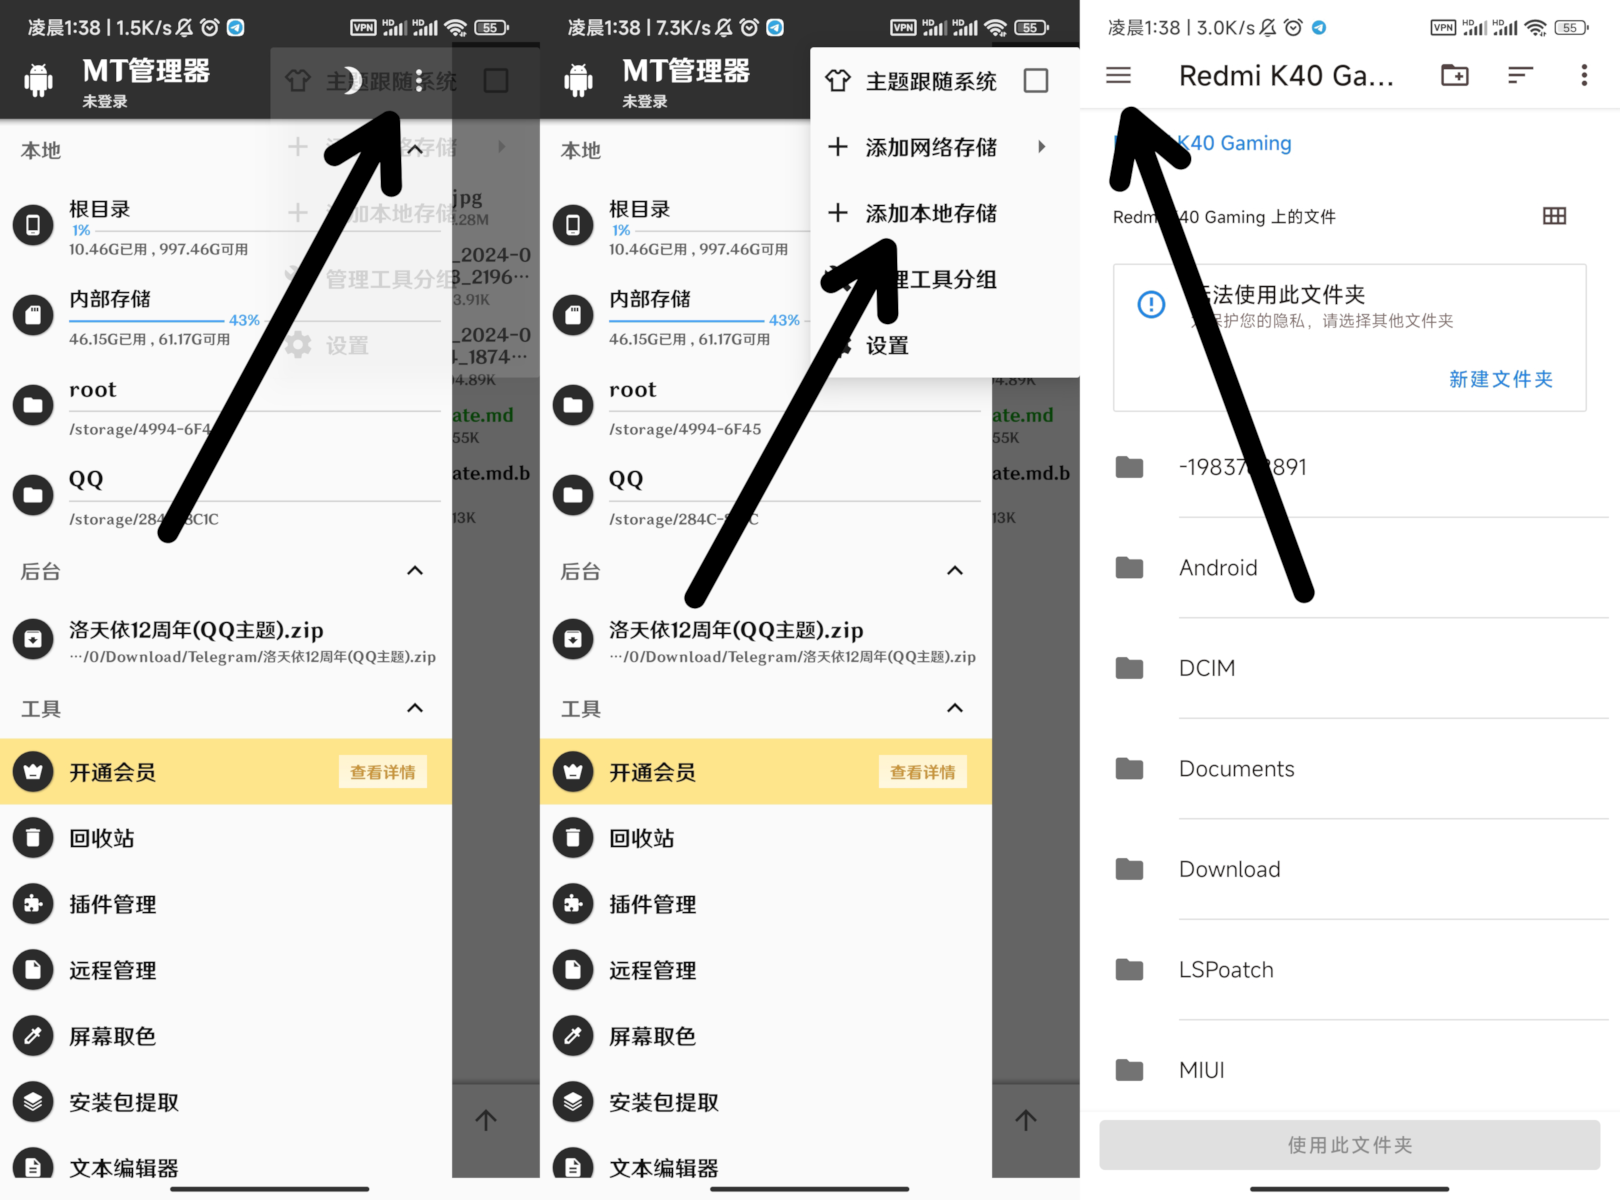 凌晨1:38 | 1.5K/s
VPN HD HD 55
MT管理器
未登录
主题跟随系统
本地
根目录
1%
10.46G已用，997.46G可用
添加本地存储
jpg
.28M
内部存储
43%
46.15G已用，61.17G可用
管理工具分组
_2024-0
3_2196…
3.91K
设置
_2024-0
4_1874…
4.89K
root
/storage/4994-6F4
ate.md
55K
QQ
/storage/284
8C1C
ate.md.b
13K
后台
洛天依12周年(QQ主题).zip
…/0/Download/Telegram/洛天依12周年(QQ主题).zip
工具
开通会员
查看详情
回收站
插件管理
远程管理
屏幕取色
安装包提取
文本编辑器
凌晨1:38 | 7.3K/s
VPN HD HD 55
MT管理器
未登录
主题跟随系统
添加网络存储
添加本地存储
理工具分组
设置
本地
根目录
1%
10.46G已用，997.46G可用
内部存储
43%
46.15G已用，61.17G可用
4.89K
root
/storage/4994-6F45
ate.md
55K
QQ
/storage/284C-
C
ate.md.b
13K
后台
洛天依12周年(QQ主题).zip
…/0/Download/Telegram/洛天依12周年(QQ主题).zip
工具
开通会员
查看详情
回收站
插件管理
远程管理
屏幕取色
安装包提取
文本编辑器
凌晨1:38 | 3.0K/s
VPN HD HD 55
Redmi K40 Ga...
K40 Gaming
Redm 40 Gaming 上的文件
法使用此文件夹
保护您的隐私，请选择其他文件夹
新建文件夹
-19837 2891
Android
DCIM
Documents
Download
LSPoatch
MIUI
使用此文件夹